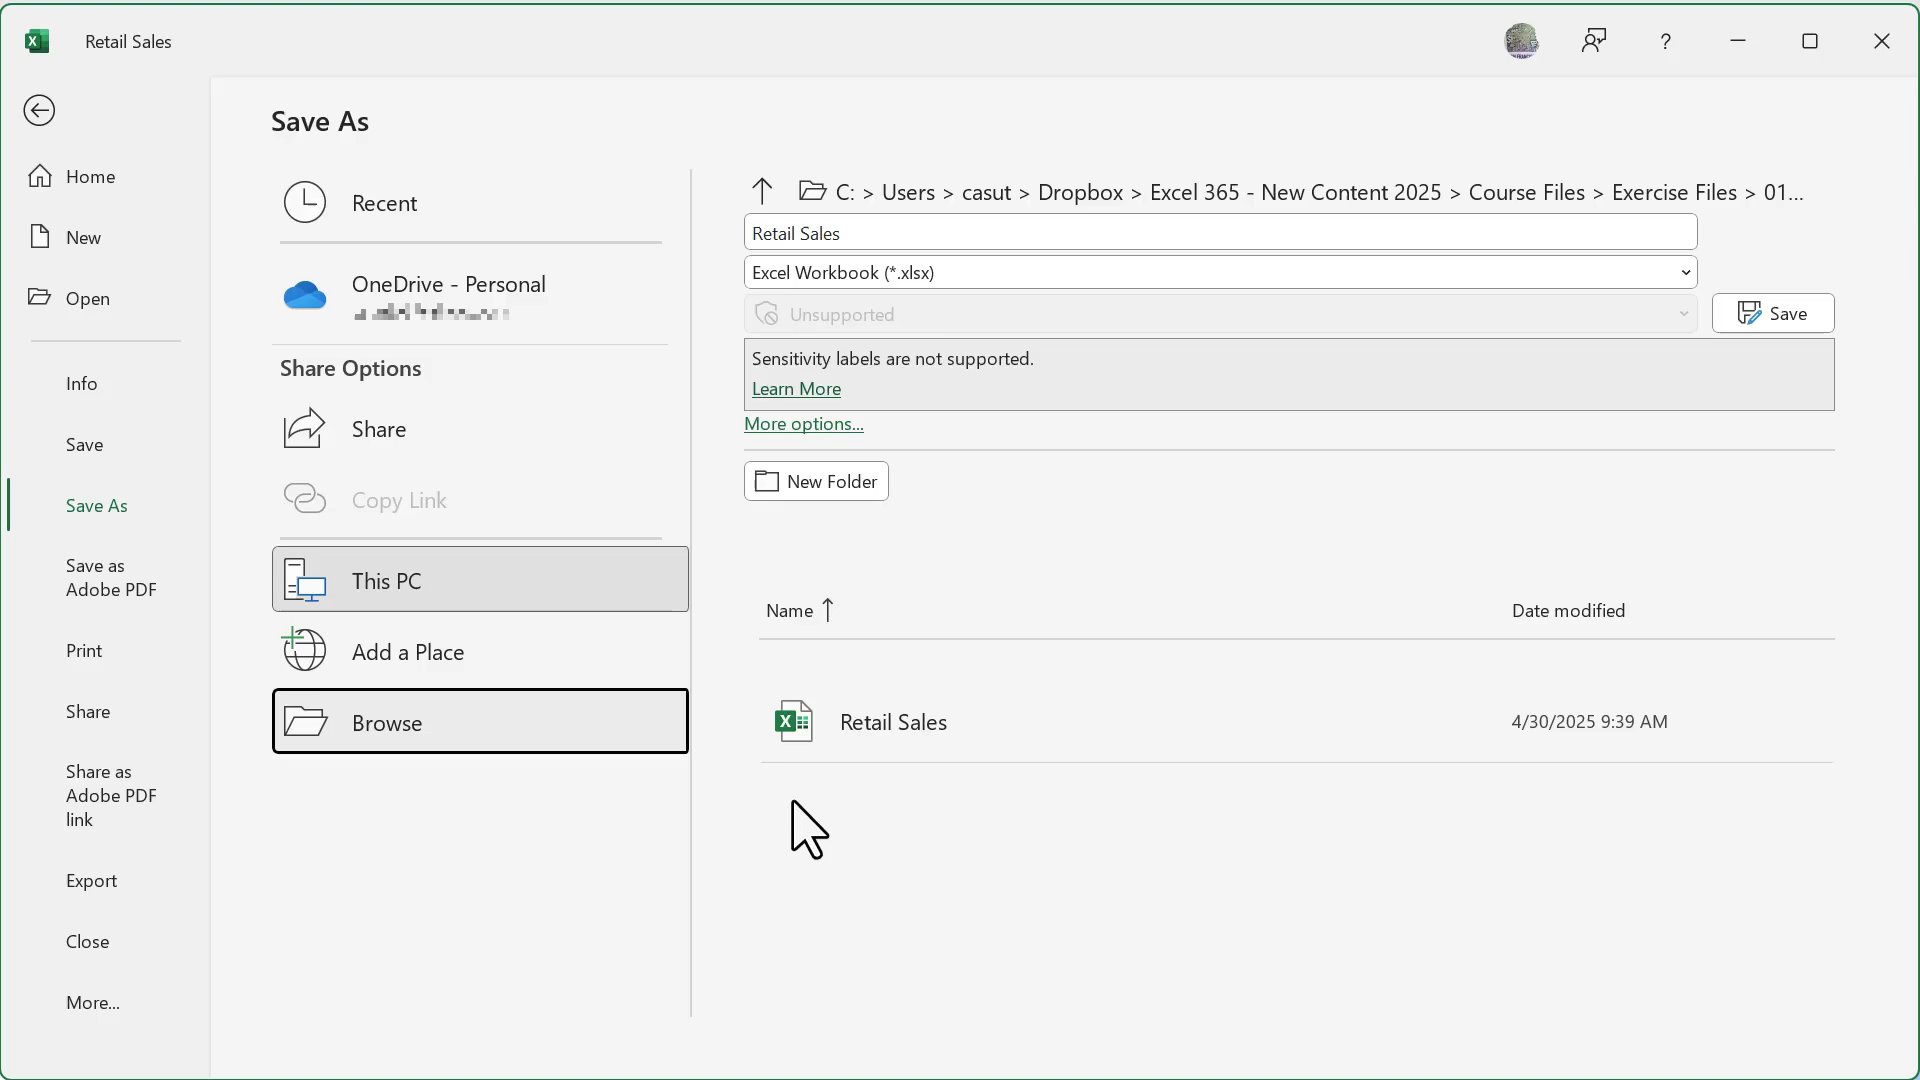 Retail Sales
?
Save As
Home
New
Open
Info
Save
Save As
Save as
Adobe PDF
Print
Share
Share as
Adobe PDF
link
Export
Close
More...
Recent
OneDrive - Personal
Share Options
Share
Copy Link
This PC
Add a Place
Browse
C: > Users > casut > Dropbox > Excel 365 - New Content 2025 > Course Files > Exercise Files > 01...
Retail Sales
Excel Workbook (*.xlsx)
Unsupported
Save
Sensitivity labels are not supported.
Learn More
More options...
New Folder
Name Date modified
Retail Sales 4/30/2025 9:39 AM